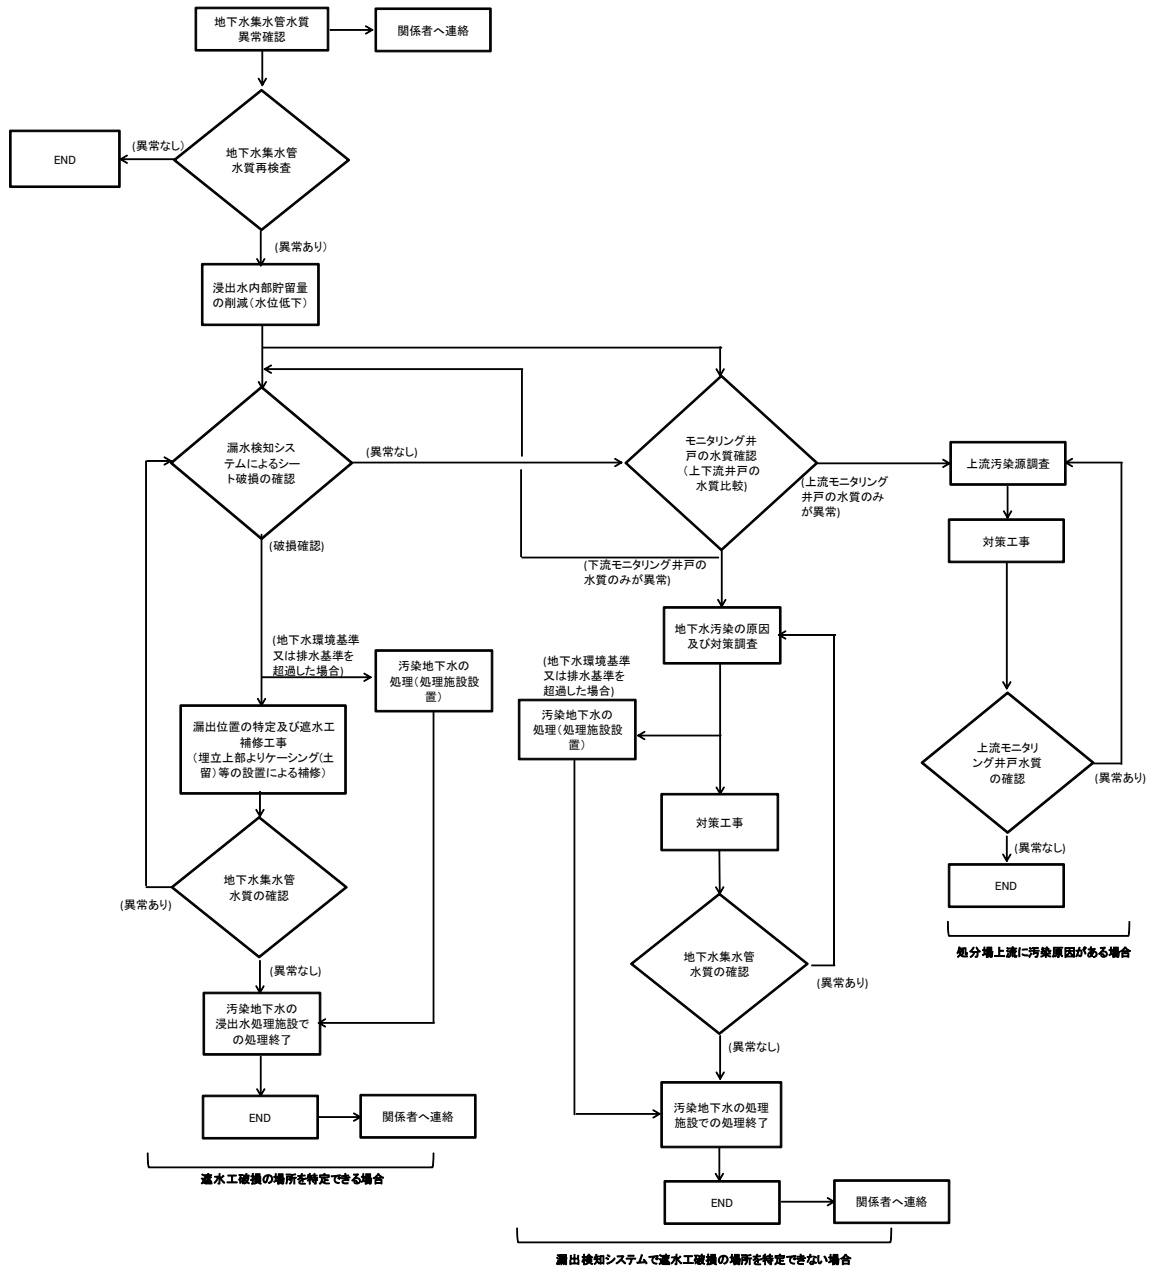 地下水集水管水質
異常確認
関係者へ連絡
END
(異常なし)
地下水集水管
水質再検査
(異常あり)
浸出水内部貯留量
の削減(水位低下)
漏水検知シス
テムによるシー
ト破損の確認
(異常なし)
モニタリング井
戸の水質確認
(上下流井戸の
水質比較)
(上流モニタリング
井戸の水質のみ
が異常)
上流汚染源調査
対策工事
(破損確認)
(下流モニタリング井戸の
水質のみが異常)
地下水汚染の原因
及び対策調査
(地下水環境基準
又は排水基準を
超過した場合)
汚染地下水の
処理(処理施設設
置)
(地下水環境基準
又は排水基準を
超過した場合)
汚染地下水の
処理(処理施設設
置)
漏出位置の特定及び遮水工
補修工事
(埋立上部よりケーシング(土
留)等の設置による補修)
上流モニタリ
ング井戸水質
の確認
(異常あり)
対策工事
(異常なし)
END
処分場上流に汚染原因がある場合
地下水集水管
水質の確認
(異常あり)
(異常なし)
地下水集水管
水質の確認
(異常あり)
(異常なし)
汚染地下水の
浸出水処理施設で
の処理終了
END
関係者へ連絡
遮水工破損の場所を特定できる場合
汚染地下水の処理
施設での処理終了
END
関係者へ連絡
漏出検知システムで遮水工破損の場所を特定できない場合